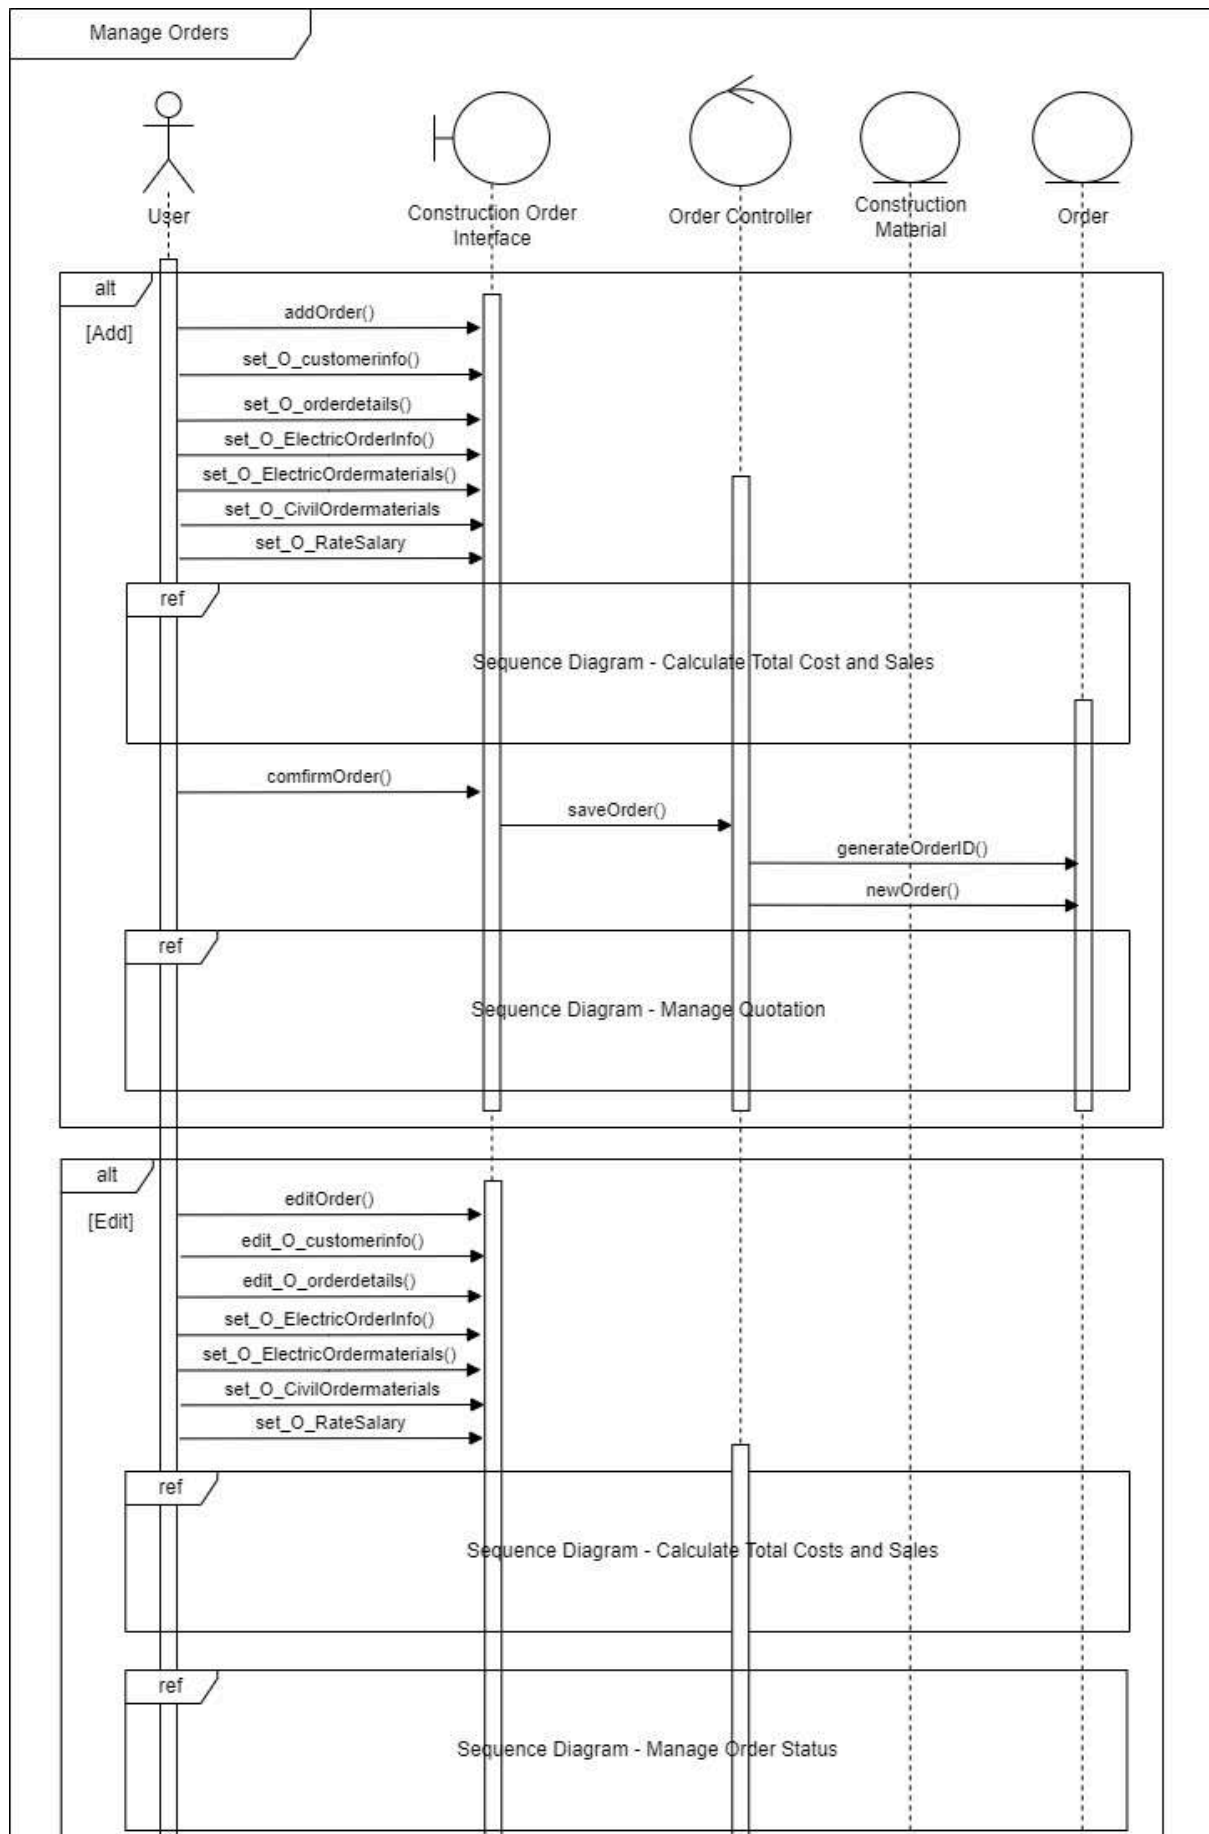 Manage Orders
User
Construction Order
Interface
Order Controller
Construction
Material
Order
alt
[Add]
addOrder()
set_O_customerinfo()
set_O_orderdetails()
set_O_ElectricOrderInfo()
set_O_ElectricOrdermaterials()
set_O_CivilOrdermaterials
set_O_RateSalary
ref
Sequence Diagram - Calculate Total Cost and Sales
comfirmOrder()
saveOrder()
generateOrderID()
newOrder()
ref
Sequence Diagram - Manage Quotation
alt
[Edit]
editOrder()
edit_O_customerinfo()
edit_O_orderdetails()
set_O_ElectricOrderInfo()
set_O_ElectricOrdermaterials()
set_O_CivilOrdermaterials
set_O_RateSalary
ref
Sequence Diagram - Calculate Total Costs and Sales
ref
Sequence Diagram - Manage Order Status